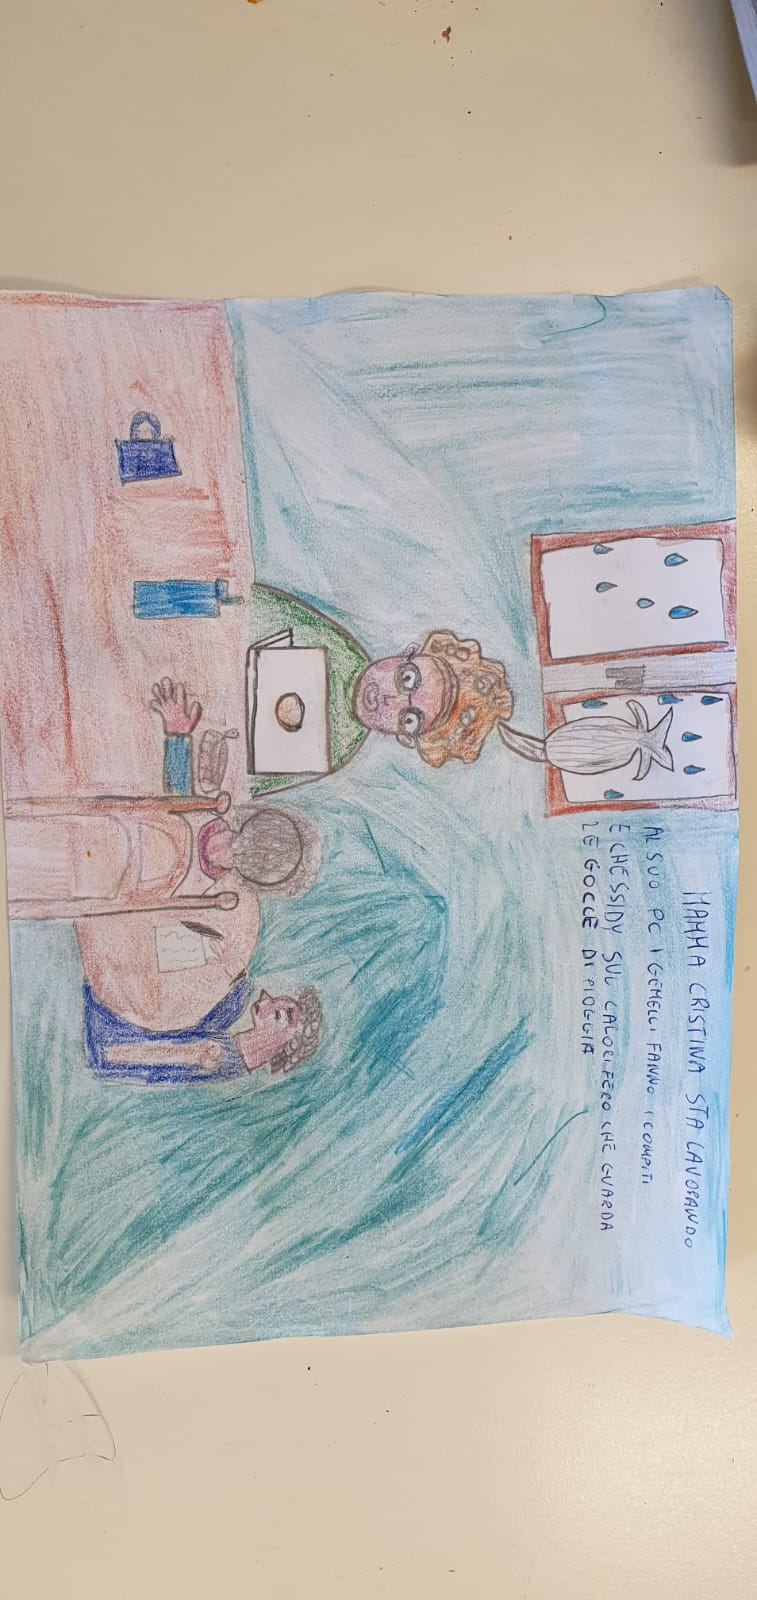 MAMMA CRISTINA STA LAVORANDO
AL SUO PC I GEMELLI FANNO I COMPITI
E CHESSIDY SUL CALORIFERO CHE GUARDA
LE GOCCE DI PIOGGIA